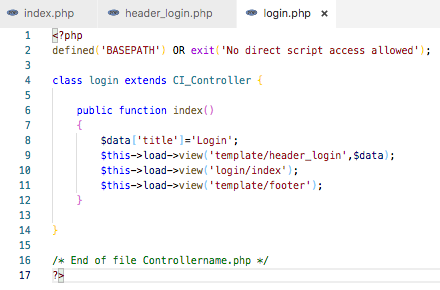 index.php header_login.php login.php ×
1 <?php
2 defined('BASEPATH') OR exit('No direct script access allowed');
3
4 class login extends CI_Controller {
5
6     public function index()
7     {
8         $data['title']='Login';
9         $this->load->view('template/header_login',$data);
10         $this->load->view('login/index');
11         $this->load->view('template/footer');
12     }
13
14 }
15
16 /* End of file Controllername.php */
17 ?>